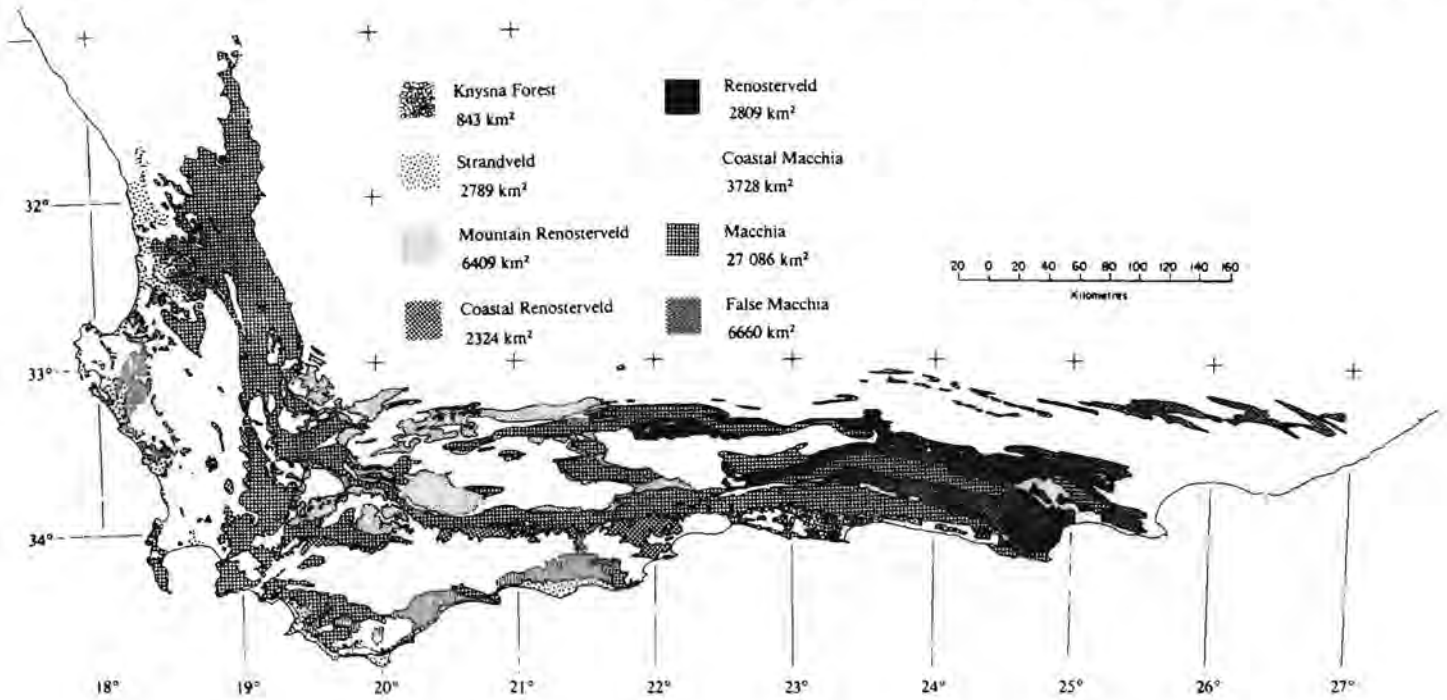 Knysna Forest
843 km²
Strandveld
2789 km²
Mountain Renosterveld
6409 km²
Coastal Renosterveld
2324 km²
Renosterveld
2809 km²
Coastal Macchia
3728 km²
Macchia
27 086 km²
False Macchia
6660 km²
20 0 20 40 60 80 100 120 140 160
Kilometres
32°
33°
34°
18° 19° 20° 21° 22° 23° 24° 25° 26° 27°